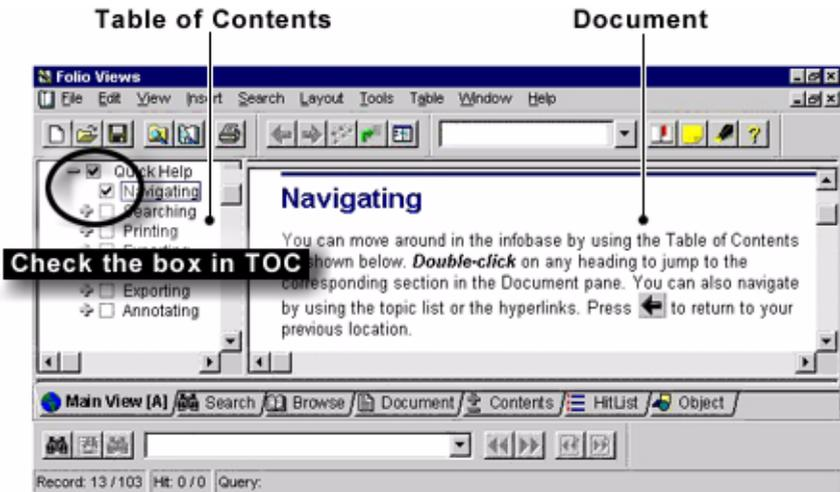 Table of Contents
Document
Folio Views
File Edit View Insert Search Layout Tools Table Window Help
Quick Help
Navigating
Searching
Printing
Check the box in TOC
Exporting
Annotating
Navigating
You can move around in the infobase by using the Table of Contents
shown below. Double-click on any heading to jump to the
corresponding section in the Document pane. You can also navigate
by using the topic list or the hyperlinks. Press to return to your
previous location.
Main View [A] Search Browse Document Contents HitList Object
Record: 13 / 103 Hit: 0 / 0 Query: